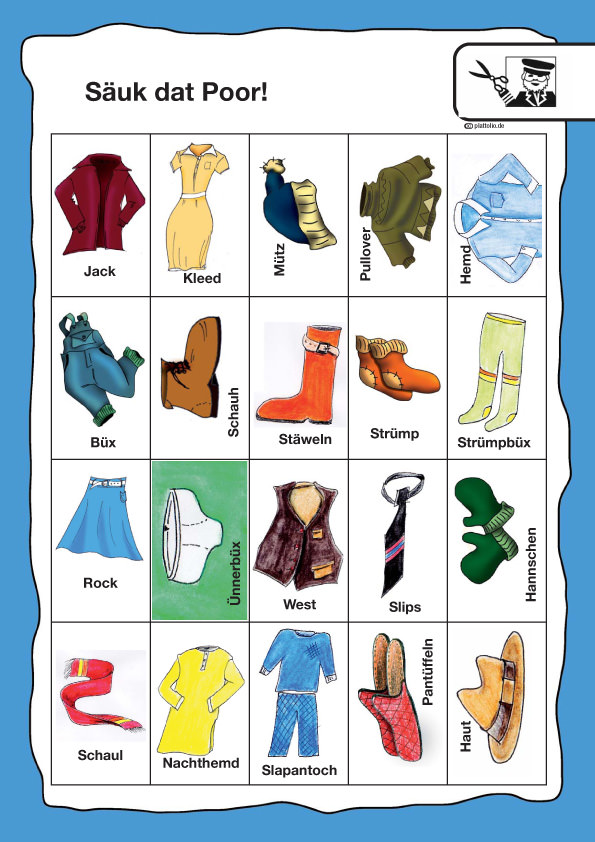 Säuk dat Poor!
cc plattolio.de
Jack
Kleed
Mütz
Pullover
Hemd
Büx
Schauh
Stäweln
Strümp
Strümpbüx
Rock
Ünnerbüx
West
Slips
Hannschen
Schaul
Nachthemd
Slapantoch
Pantüffeln
Haut